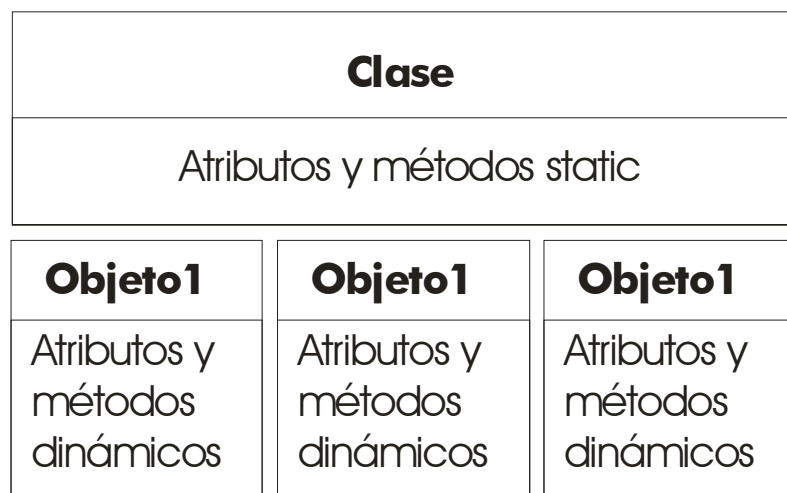 Clase
Atributos y métodos static
Objeto1
Atributos y
métodos
dinámicos
Objeto1
Atributos y
métodos
dinámicos
Objeto1
Atributos y
métodos
dinámicos